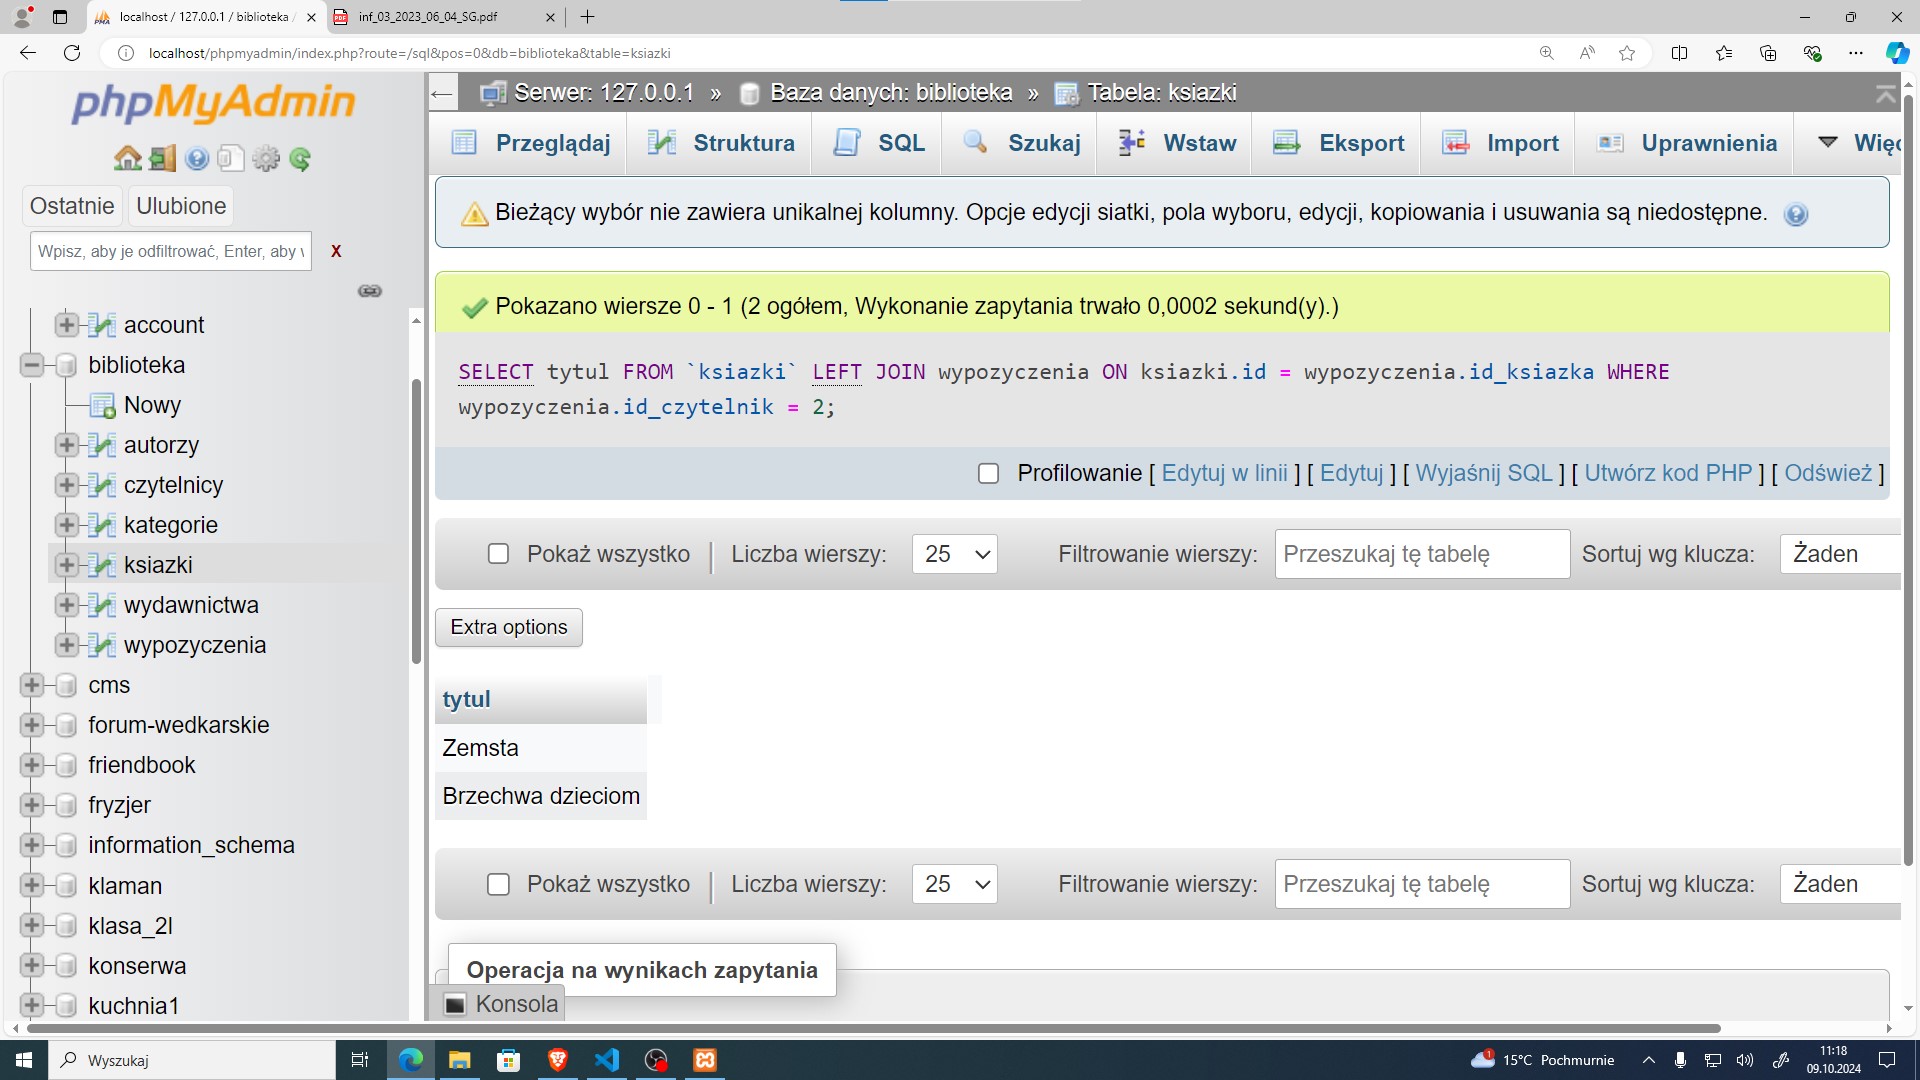 localhost / 127.0.0.1 / biblioteka /
inf_03_2023_06_04_SG.pdf
localhost/phpmyadmin/index.php?route=/sql&pos=0&db=biblioteka&table=ksiazki
phpMyAdmin
Ostatnie
Ulubione
Wpisz, aby je odfiltrować, Enter, aby w
X
account
biblioteka
Nowy
autorzy
czytelnicy
kategorie
ksiazki
wydawnictwa
wypozyczenia
cms
forum-wedkarskie
friendbook
fryzjer
information_schema
klaman
klasa_2l
konserwa
kuchnia1
Serwer: 127.0.0.1 » Baza danych: biblioteka » Tabela: ksiazki
Przeglądaj
Struktura
SQL
Szukaj
Wstaw
Eksport
Import
Uprawnienia
Więc
Bieżący wybór nie zawiera unikalnej kolumny. Opcje edycji siatki, pola wyboru, edycji, kopiowania i usuwania są niedostępne.
Pokazano wiersze 0 - 1 (2 ogółem, Wykonanie zapytania trwało 0,0002 sekund(y).)
SELECT tytul FROM `ksiazki` LEFT JOIN wypozyczenia ON ksiazki.id = wypozyczenia.id_ksiazka WHERE
wypozyczenia.id_czytelnik = 2;
Profilowanie [ Edytuj w linii ] [ Edytuj ] [ Wyjaśnij SQL ] [ Utwórz kod PHP ] [ Odśwież ]
Pokaż wszystko | Liczba wierszy: 25 Filtrowanie wierszy: Przeszukaj tę tabelę Sortuj wg klucza: Żaden
Extra options
tytul
Zemsta
Brzechwa dzieciom
Pokaż wszystko | Liczba wierszy: 25 Filtrowanie wierszy: Przeszukaj tę tabelę Sortuj wg klucza: Żaden
Operacja na wynikach zapytania
Konsola
Wyszukaj
1
15°C Pochmurnie
11:18
09.10.2024